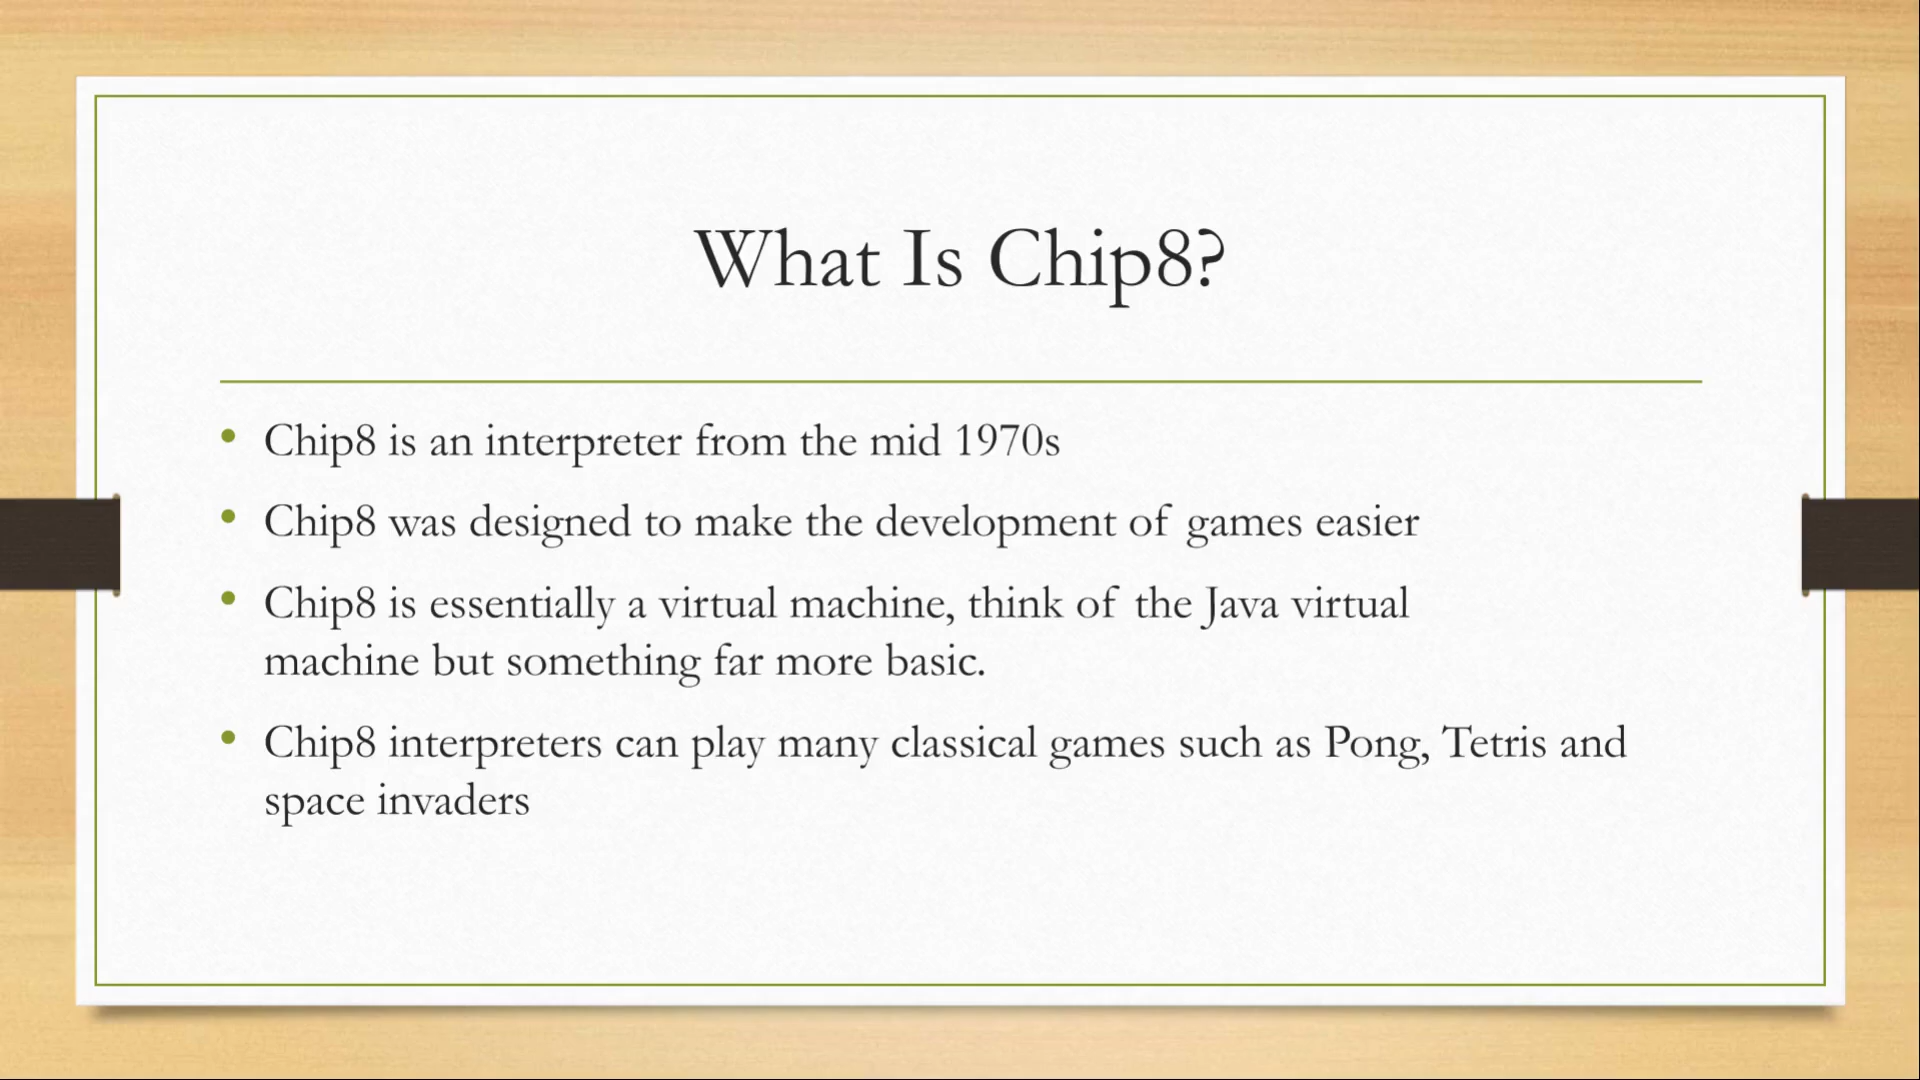 What Is Chip8?
• Chip8 is an interpreter from the mid 1970s
• Chip8 was designed to make the development of games easier
• Chip8 is essentially a virtual machine, think of the Java virtual
machine but something far more basic.
• Chip8 interpreters can play many classical games such as Pong, Tetris and
space invaders